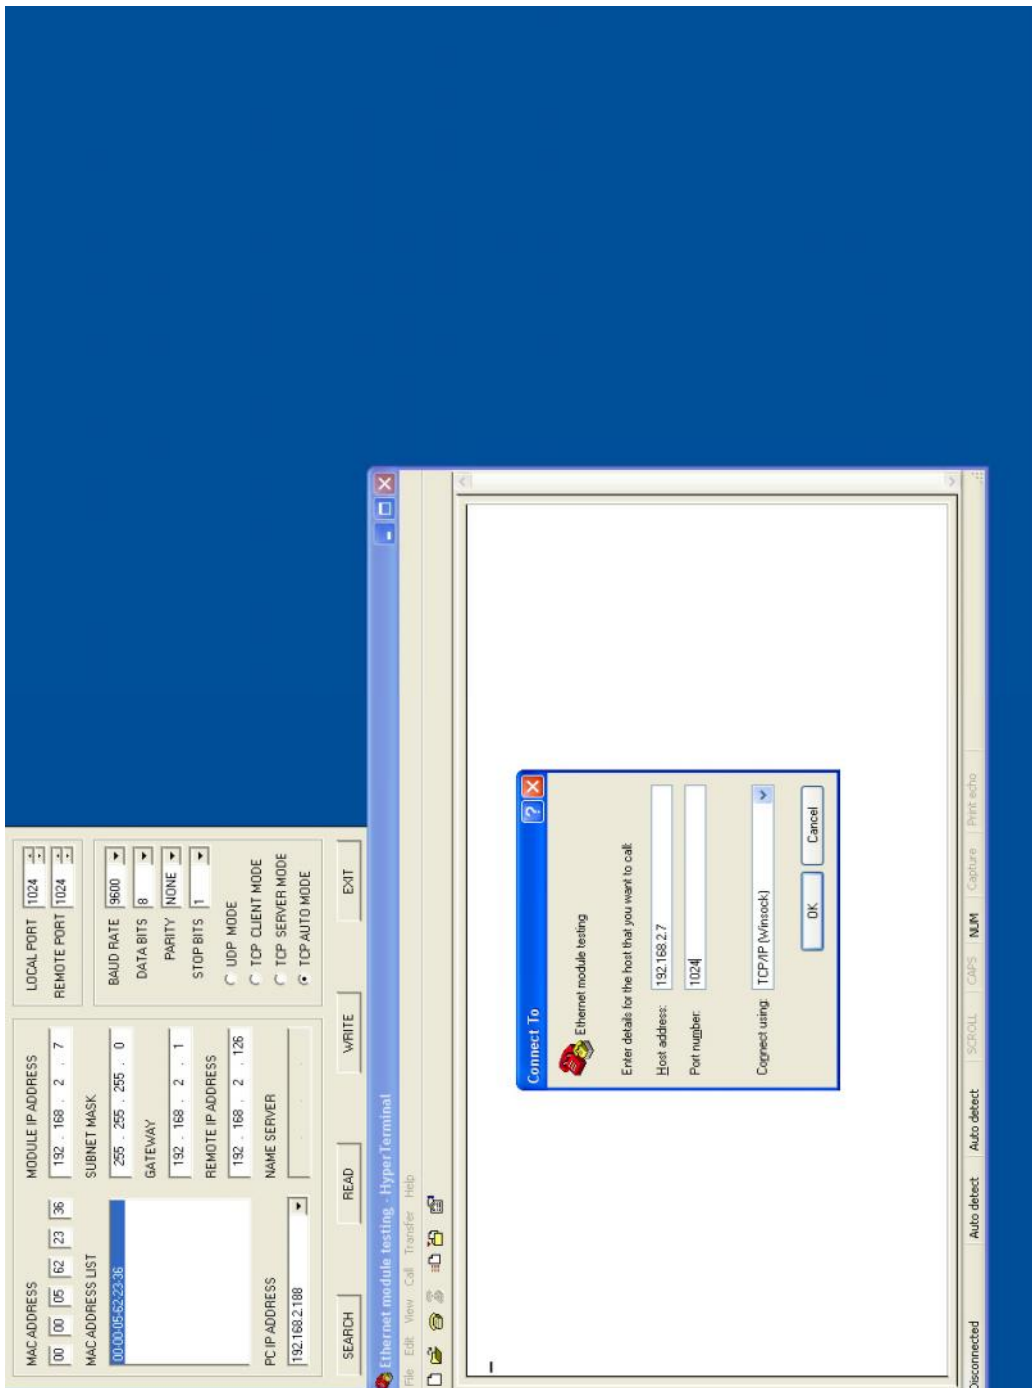 MAC ADDRESS
00 00 05 62 23 36
MAC ADDRESS LIST
00-00-05-62-23-36
PC IP ADDRESS
192.168.2.188
MODULE IP ADDRESS
192 . 168 . 2 . 7
SUBNET MASK
255 . 255 . 255 . 0
GATEWAY
192 . 168 . 2 . 1
REMOTE IP ADDRESS
192 . 168 . 2 . 126
NAME SERVER
LOCAL PORT 1024
REMOTE PORT 1024
BAUD RATE 9600
DATA BITS 8
PARITY NONE
STOP BITS 1
UDP MODE
TCP CLIENT MODE
TCP SERVER MODE
TCP AUTO MODE
SEARCH READ WRITE EXIT
Ethernet module testing - HyperTerminal
File Edit View Call Transfer Help
Connect To
Ethernet module testing
Enter details for the host that you want to call:
Host address: 192.168.2.7
Port number: 1024
Connect using: TCP/IP (Winsock)
OK Cancel
Disconnected Auto detect Auto detect SCROLL CAPS NUM Capture Print echo